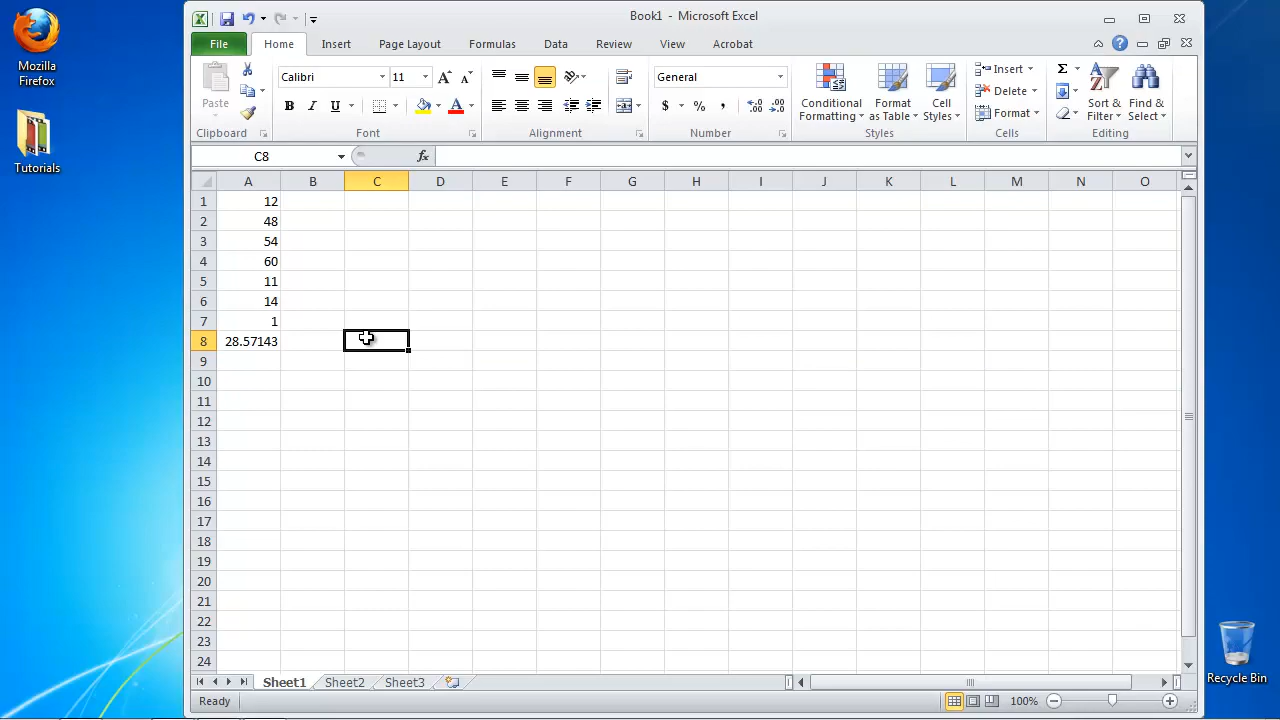 Mozilla
Firefox
Tutorials
Recycle Bin
Book1 - Microsoft Excel
File Home Insert Page Layout Formulas Data Review View Acrobat
Paste
Clipboard
Calibri 11
B I U A
Font
Alignment
General
$ % ,
Number
Conditional
Formatting
Format
as Table
Cell
Styles
Styles
Insert
Delete
Format
Cells
Σ
Sort &
Filter
Find &
Select
Editing
C8 fx
A B C D E F G H I J K L M N O
1 12
2 48
3 54
4 60
5 11
6 14
7 1
8 28.57143
9
10
11
12
13
14
15
16
17
18
19
20
21
22
23
24
Sheet1 Sheet2 Sheet3
Ready 100%